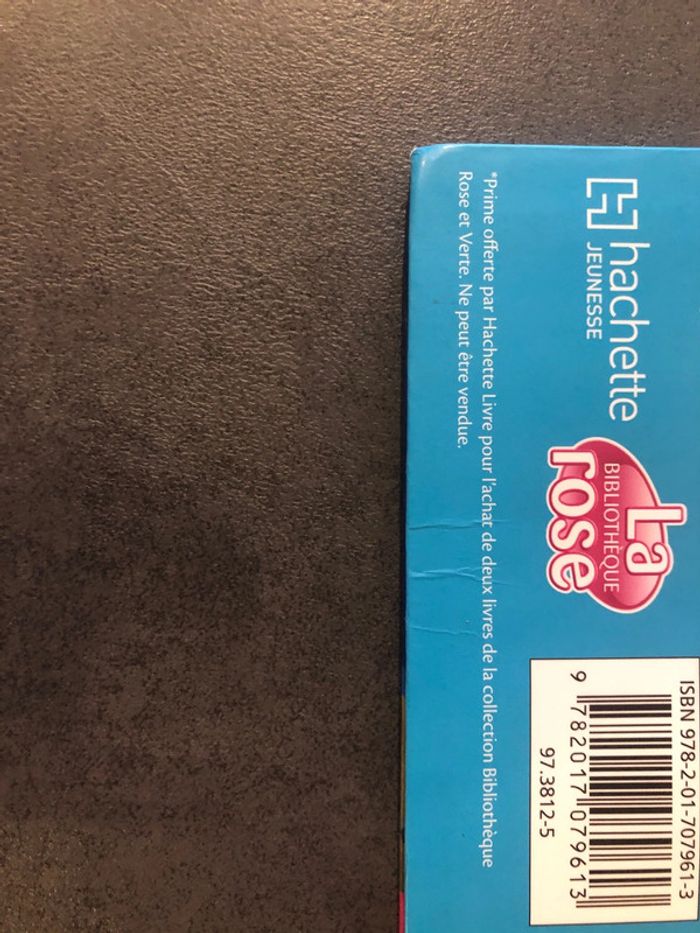 hachette
JEUNESSE
La
BIBLIOTHÈQUE
rose
ISBN 978-2-01-707961-3
9 782017 079613
97.3812-5
*Prime offerte par Hachette Livre pour l'achat de deux livres de la collection Bibliothèque
Rose et Verte. Ne peut être vendue.